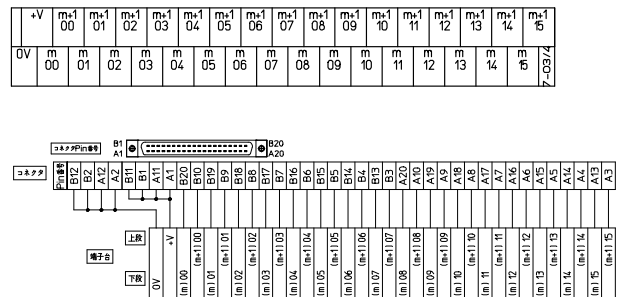 +V m+1 00 m+1 01 m+1 02 m+1 03 m+1 04 m+1 05 m+1 06 m+1 07 m+1 08 m+1 09 m+1 10 m+1 11 m+1 12 m+1 13 m+1 14 m+1 15
0V m 00 m 01 m 02 m 03 m 04 m 05 m 06 m 07 m 08 m 09 m 10 m 11 m 12 m 13 m 14 m 15 7-03/4
コネクタPin番号 B1 B20
A1 A20
コネクタ Pin番号 B12 B2 A12 A2 B11 B1 A11 A1 B20 B10 B19 B9 B18 B8 B17 B7 B16 B6 B15 B5 B14 B4 B13 B3 A20 A10 A19 A9 A18 A8 A17 A7 A16 A6 A15 A5 A14 A4 A13 A3
端子台
上段 +V (m+1) 00 (m+1) 01 (m+1) 02 (m+1) 03 (m+1) 04 (m+1) 05 (m+1) 06 (m+1) 07 (m+1) 08 (m+1) 09 (m+1) 10 (m+1) 11 (m+1) 12 (m+1) 13 (m+1) 14 (m+1) 15
下段 0V (m) 00 (m) 01 (m) 02 (m) 03 (m) 04 (m) 05 (m) 06 (m) 07 (m) 08 (m) 09 (m) 10 (m) 11 (m) 12 (m) 13 (m) 14 (m) 15